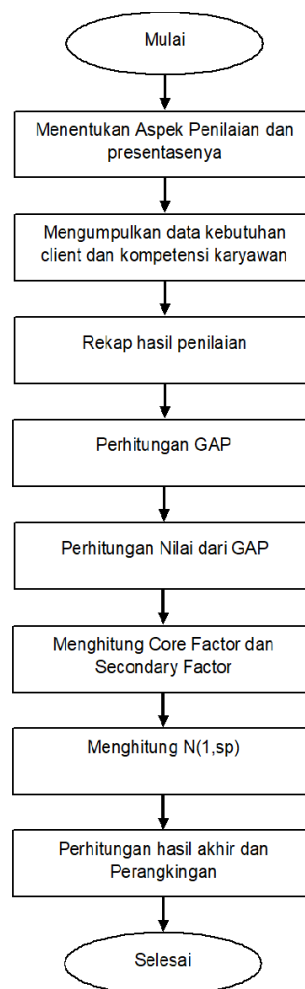 Mulai
Menentukan Aspek Penilaian dan
presentasenya
Mengumpulkan data kebutuhan
client dan kompetensi karyawan
Rekap hasil penilaian
Perhitungan GAP
Perhitungan Nilai dari GAP
Menghitung Core Factor dan
Secondary Factor
Menghitung N(1,sp)
Perhitungan hasil akhir dan
Perangkingan
Selesai